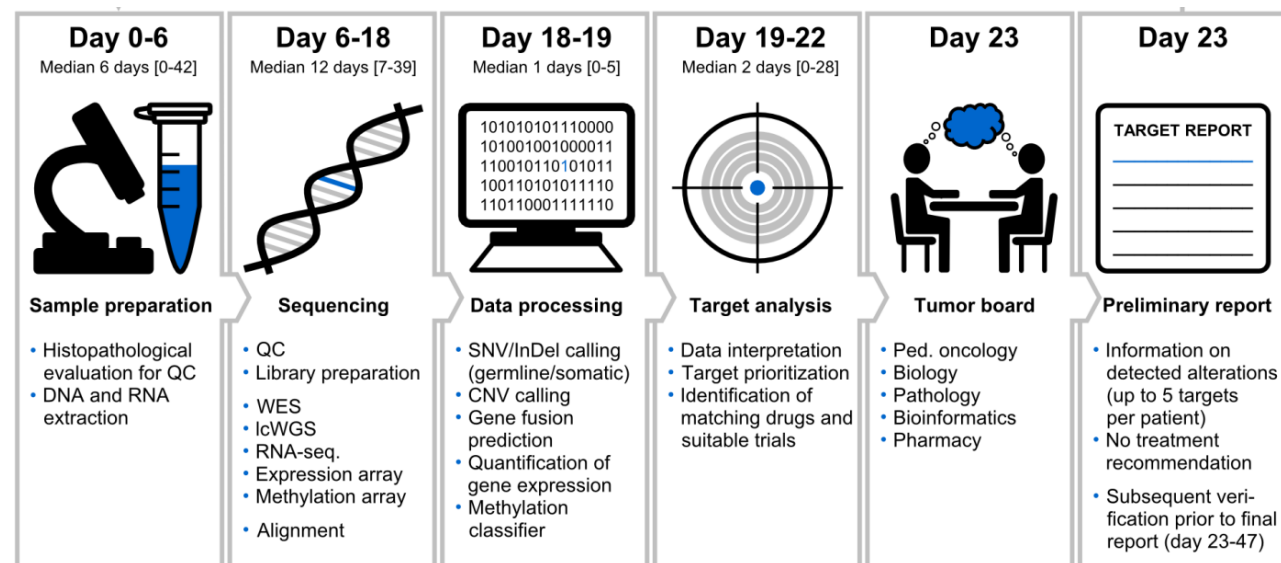 Day 0-6
Median 6 days [0-42]
Sample preparation
• Histopathological
evaluation for QC
• DNA and RNA
extraction
Day 6-18
Median 12 days [7-39]
Sequencing
• QC
• Library preparation
• WES
• lcWGS
• RNA-seq.
• Expression array
• Methylation array
• Alignment
Day 18-19
Median 1 days [0-5]
101010101110000
101001001000011
110010110101011
100110101011110
110110001111110
Data processing
• SNV/InDel calling
(germline/somatic)
• CNV calling
• Gene fusion
prediction
• Quantification of
gene expression
• Methylation
classifier
Day 19-22
Median 2 days [0-28]
Target analysis
• Data interpretation
• Target prioritization
• Identification of
matching drugs and
suitable trials
Day 23
Tumor board
• Ped. oncology
• Biology
• Pathology
• Bioinformatics
• Pharmacy
Day 23
TARGET REPORT
Preliminary report
• Information on
detected alterations
(up to 5 targets
per patient)
• No treatment
recommendation
• Subsequent veri-
fication prior to final
report (day 23-47)